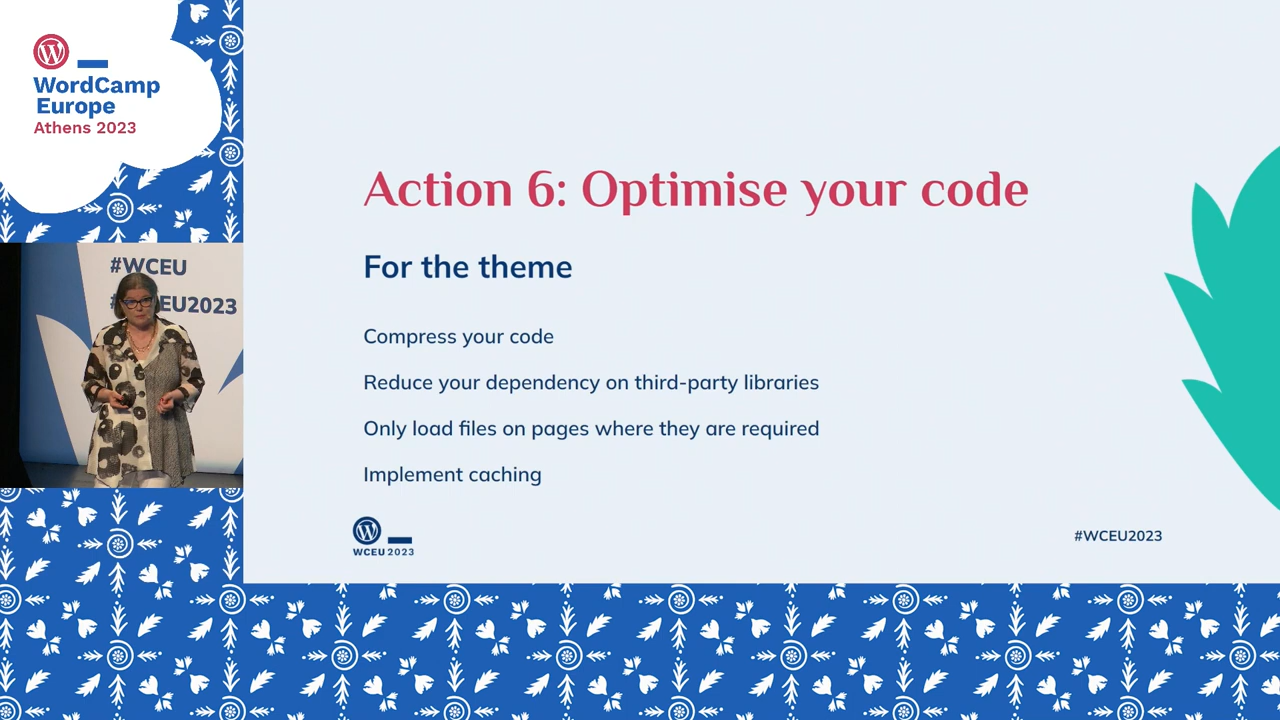 WordCamp
Europe
Athens 2023
#WCEU
EU2023
Action 6: Optimise your code
For the theme
Compress your code
Reduce your dependency on third-party libraries
Only load files on pages where they are required
Implement caching
WCEU 2023
#WCEU2023